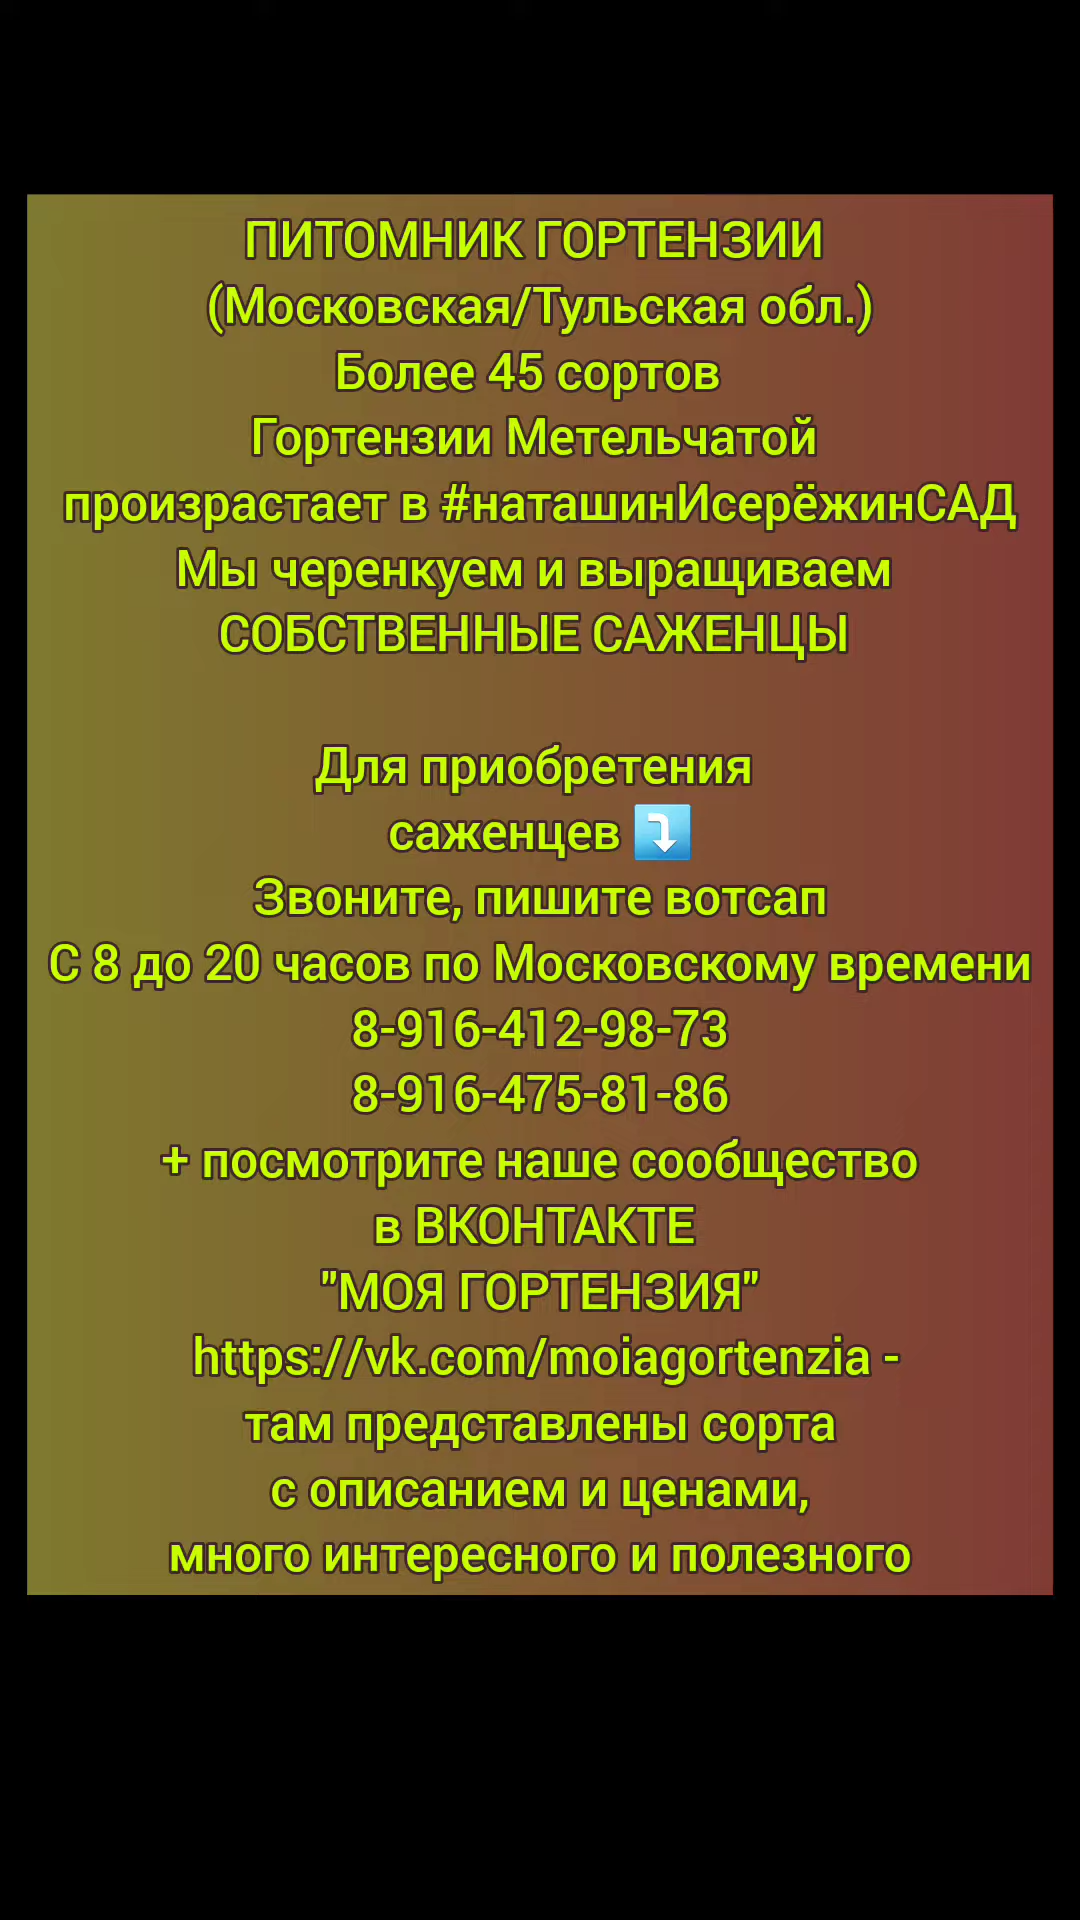 ПИТОМНИК ГОРТЕНЗИИ
(Московская/Тульская обл.)
Более 45 сортов
Гортензии Метельчатой
произрастает в #наташинИсерёжинСАД
Мы черенкуем и выращиваем
СОБСТВЕННЫЕ САЖЕНЦЫ
Для приобретения
саженцев ⤵️
Звоните, пишите вотсап
С 8 до 20 часов по Московскому времени
8-916-412-98-73
8-916-475-81-86
+ посмотрите наше сообщество
в ВКОНТАКТЕ
"МОЯ ГОРТЕНЗИЯ"
https://vk.com/moiagortenzia -
там представлены сорта
с описанием и ценами,
много интересного и полезного